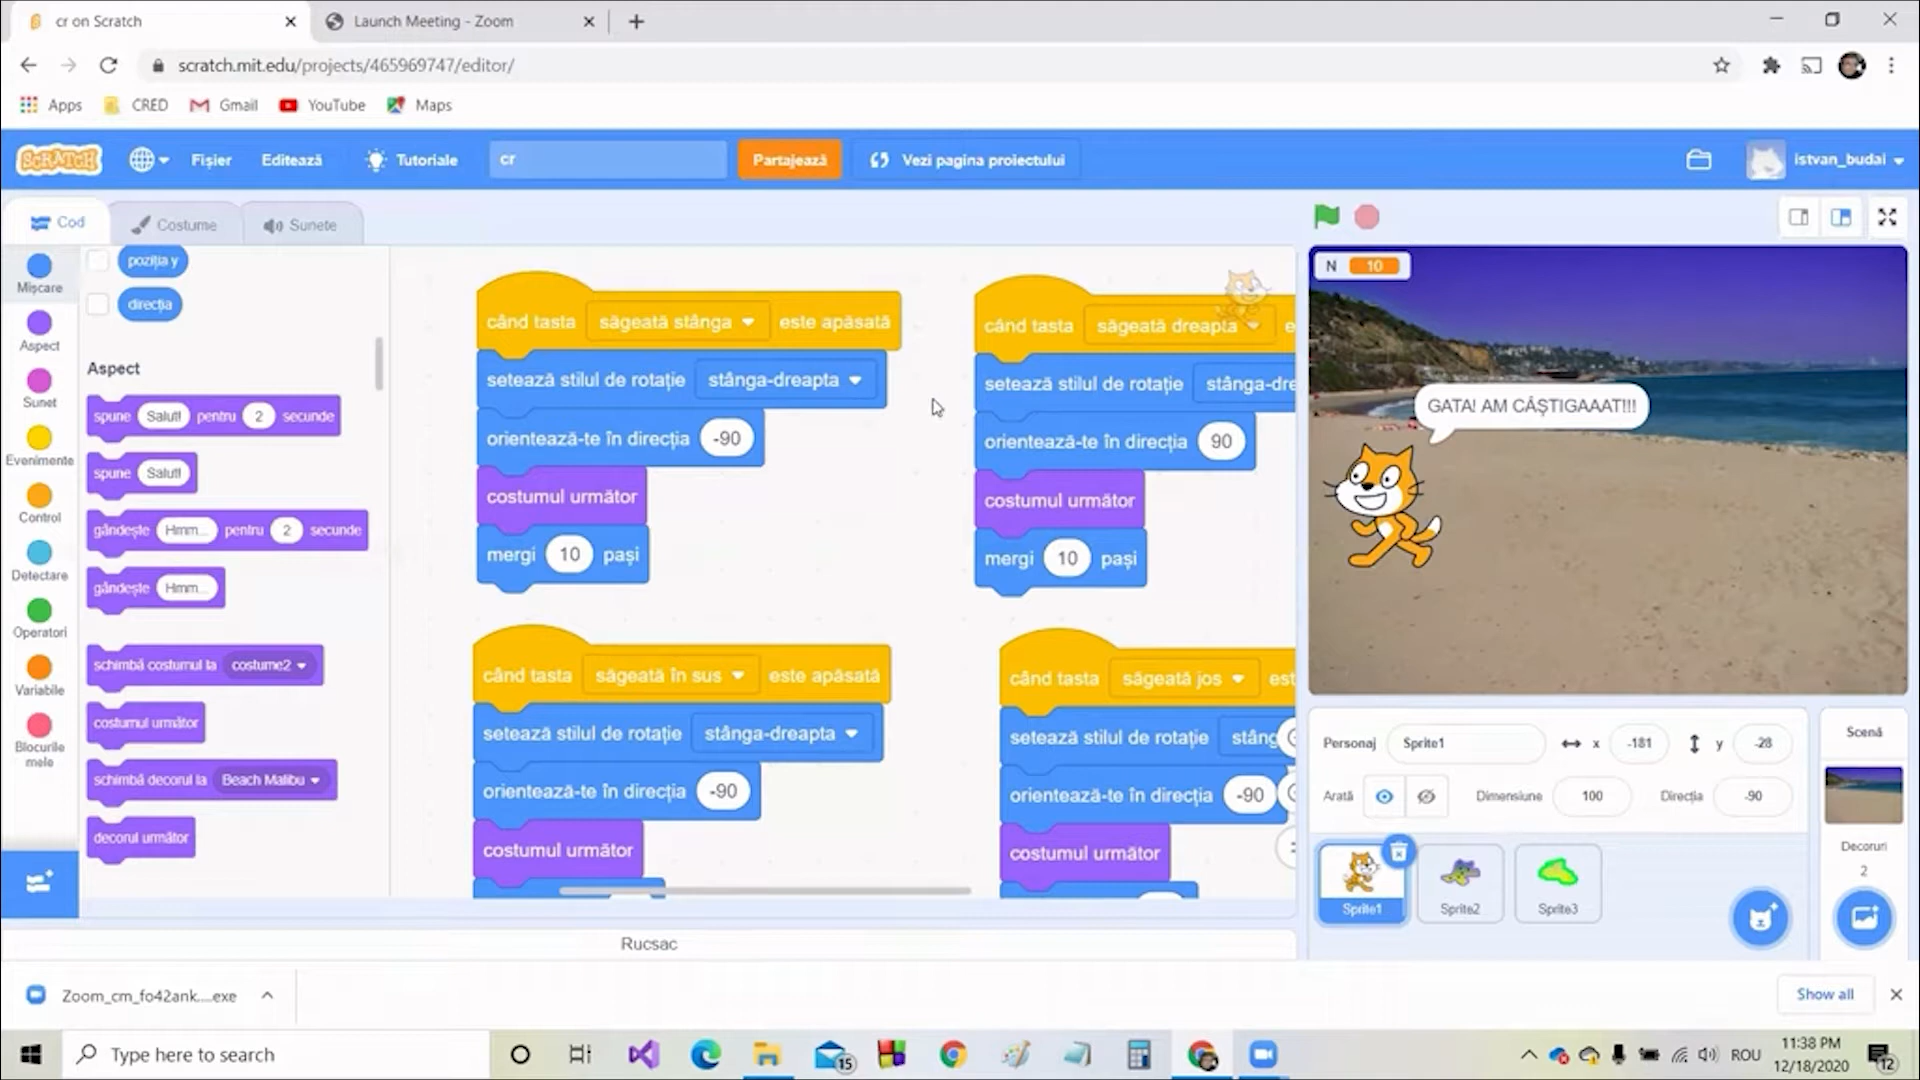 cr on Scratch
Launch Meeting - Zoom
scratch.mit.edu/projects/465969747/editor/
Apps CRED Gmail YouTube Maps
SCRATCH Fișier Editează Tutoriale cr Partajează Vezi pagina proiectului istvan_budai
Cod Costume Sunete
Mișcare
Aspect
Sunet
Evenimente
Control
Detectare
Operatori
Variabile
Blocurile mele
poziția y
direcția
Aspect
spune Salut! pentru 2 secunde
spune Salut!
gândește Hmm... pentru 2 secunde
gândește Hmm...
schimbă costumul la costume2
costumul următor
schimbă decorul la Beach Malibu
decorul următor
când tasta săgeată stânga este apăsată
setează stilul de rotație stânga-dreapta
orientează-te în direcția -90
costumul următor
mergi 10 pași
când tasta săgeată dreapta e
setează stilul de rotație stânga-dre
orientează-te în direcția 90
costumul următor
mergi 10 pași
când tasta săgeată în sus este apăsată
setează stilul de rotație stânga-dreapta
orientează-te în direcția -90
costumul următor
când tasta săgeată jos est
setează stilul de rotație stâng
orientează-te în direcția -90
costumul următor
N 10
GATA! AM CÂȘTIGAAAT!!!
Personaj Sprite1 x -181 y -28
Arată Dimensiune 100 Direcția -90
Sprite1 Sprite2 Sprite3
Scenă
Decoruri
2
Rucsac
Zoom_cm_fo42ank....exe
Show all
Type here to search
15
ROU
11:38 PM
12/18/2020
12